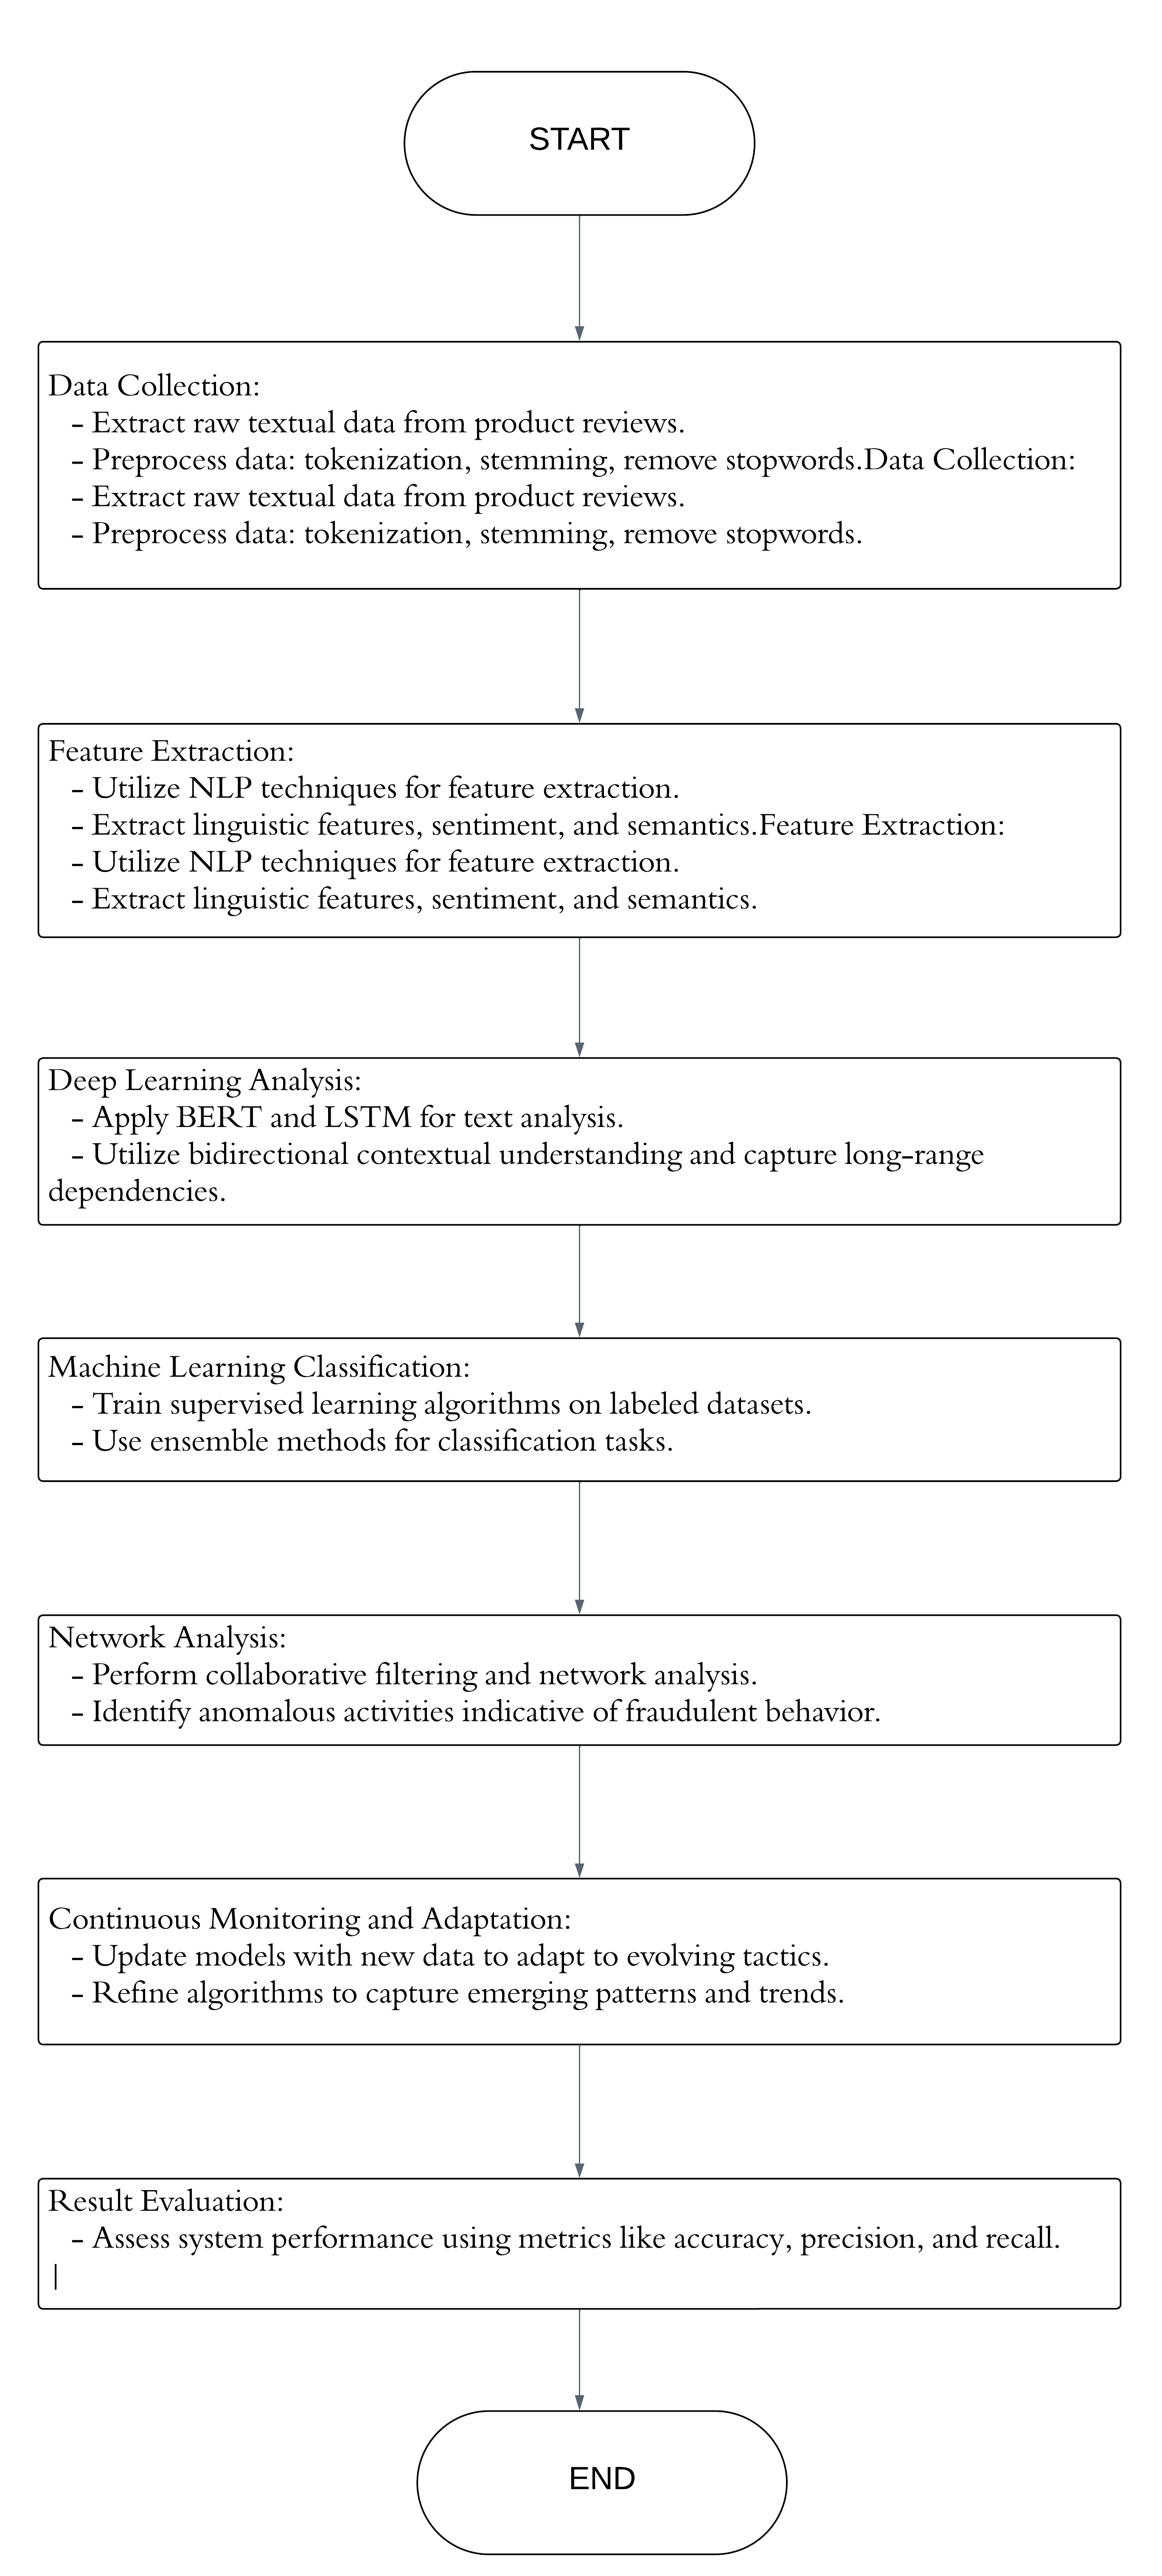 START
Data Collection:
- Extract raw textual data from product reviews.
- Preprocess data: tokenization, stemming, remove stopwords.Data Collection:
- Extract raw textual data from product reviews.
- Preprocess data: tokenization, stemming, remove stopwords.
Feature Extraction:
- Utilize NLP techniques for feature extraction.
- Extract linguistic features, sentiment, and semantics.Feature Extraction:
- Utilize NLP techniques for feature extraction.
- Extract linguistic features, sentiment, and semantics.
Deep Learning Analysis:
- Apply BERT and LSTM for text analysis.
- Utilize bidirectional contextual understanding and capture long-range
dependencies.
Machine Learning Classification:
- Train supervised learning algorithms on labeled datasets.
- Use ensemble methods for classification tasks.
Network Analysis:
- Perform collaborative filtering and network analysis.
- Identify anomalous activities indicative of fraudulent behavior.
Continuous Monitoring and Adaptation:
- Update models with new data to adapt to evolving tactics.
- Refine algorithms to capture emerging patterns and trends.
Result Evaluation:
- Assess system performance using metrics like accuracy, precision, and recall.
|
END